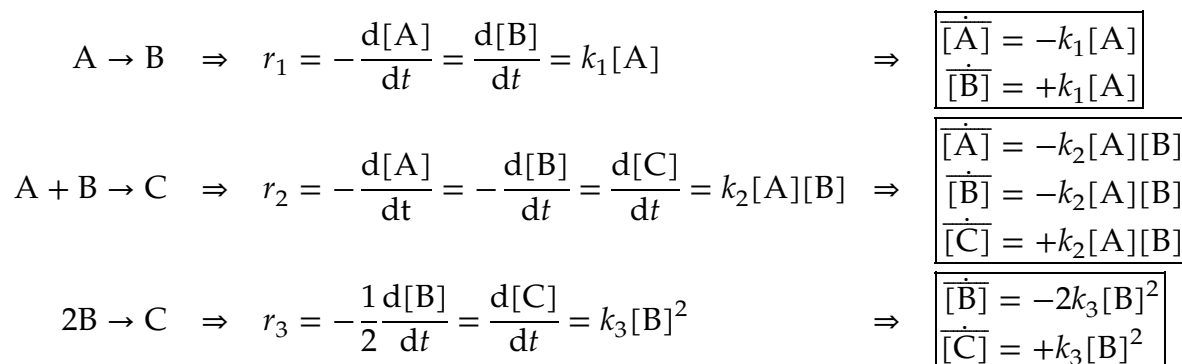 A → B ⇒ r₁ = −d[A]/dt = d[B]/dt = k₁[A] ⇒ [A]̇ = −k₁[A]
[B]̇ = +k₁[A]
A + B → C ⇒ r₂ = −d[A]/dt = −d[B]/dt = d[C]/dt = k₂[A][B] ⇒ [A]̇ = −k₂[A][B]
[B]̇ = −k₂[A][B]
[C]̇ = +k₂[A][B]
2B → C ⇒ r₃ = −1/2 d[B]/dt = d[C]/dt = k₃[B]² ⇒ [B]̇ = −2k₃[B]²
[C]̇ = +k₃[B]²